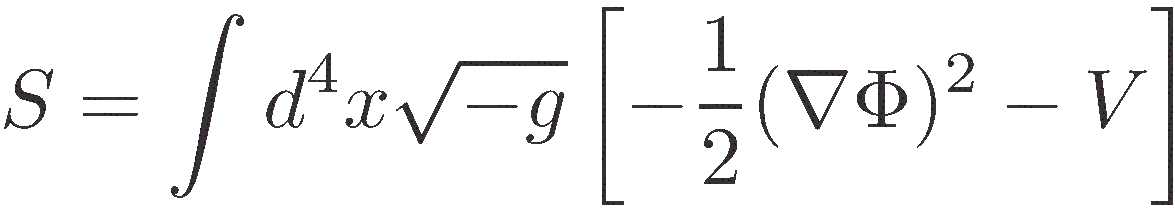 S = ∫ d⁴x√−g [−½(∇Φ)² − V]